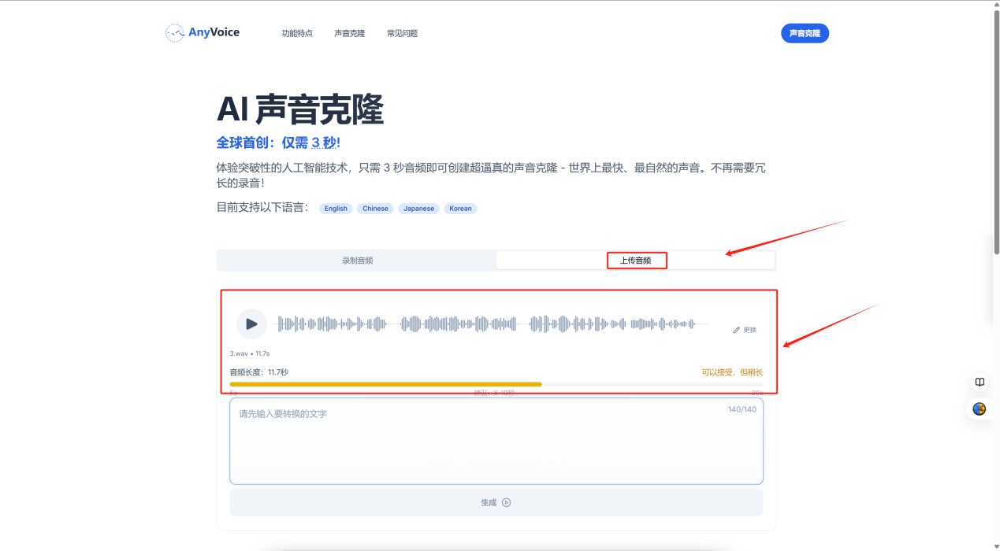 AnyVoice
功能特点
声音克隆
常见问题
声音克隆
AI 声音克隆
全球首创：仅需 3 秒!
体验突破性的人工智能技术，只需 3 秒音频即可创建超逼真的声音克隆 - 世界上最快、最自然的声音。不再需要冗
长的录音！
目前支持以下语言： English Chinese Japanese Korean
录制音频
上传音频
更换
3.wav • 11.7s
音频长度：11.7秒
可以接受，但稍长
5s
建议：6-10秒
20s
请先输入要转换的文字
140/140
生成